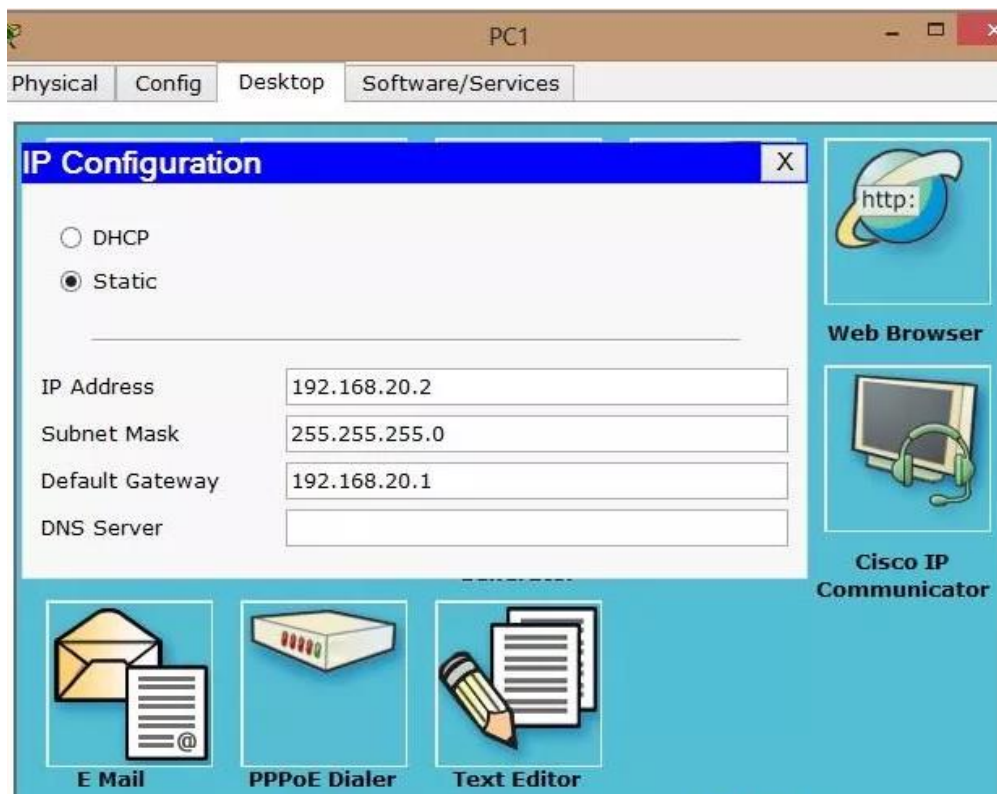 PC1
Physical Config Desktop Software/Services
IP Configuration X
DHCP
Static
IP Address 192.168.20.2
Subnet Mask 255.255.255.0
Default Gateway 192.168.20.1
DNS Server
http:
Web Browser
Cisco IP
Communicator
@
E Mail PPPoE Dialer Text Editor